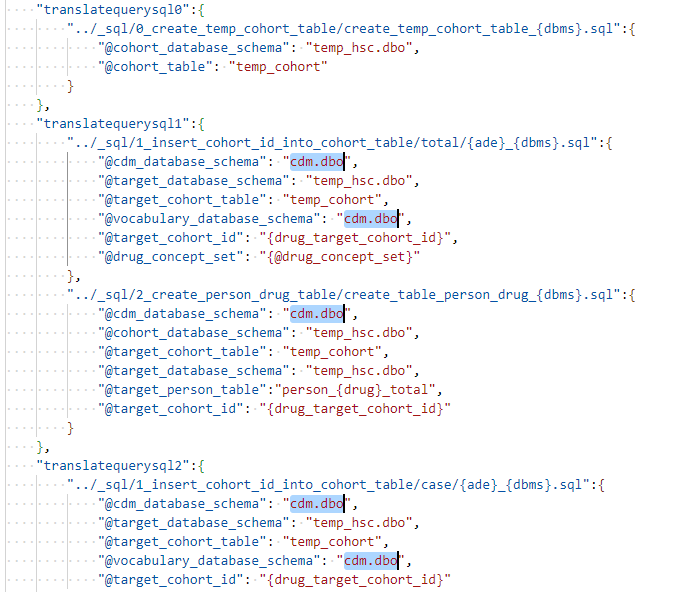 "translatequerysql0":{
"../_sql/0_create_temp_cohort_table/create_temp_cohort_table_{dbms}.sql":{
"@cohort_database_schema": "temp_hsc.dbo",
"@cohort_table": "temp_cohort"
}
},
"translatequerysql1":{
"../_sql/1_insert_cohort_id_into_cohort_table/total/{ade}_{dbms}.sql":{
"@cdm_database_schema": "cdm.dbo",
"@target_database_schema": "temp_hsc.dbo",
"@target_cohort_table": "temp_cohort",
"@vocabulary_database_schema": "cdm.dbo",
"@target_cohort_id": "{drug_target_cohort_id}",
"@drug_concept_set": "{@drug_concept_set}"
},
"../_sql/2_create_person_drug_table/create_table_person_drug_{dbms}.sql":{
"@cdm_database_schema": "cdm.dbo",
"@cohort_database_schema": "temp_hsc.dbo",
"@target_cohort_table": "temp_cohort",
"@target_database_schema": "temp_hsc.dbo",
"@target_person_table":"person_{drug}_total",
"@target_cohort_id": "{drug_target_cohort_id}"
}
},
"translatequerysql2":{
"../_sql/1_insert_cohort_id_into_cohort_table/case/{ade}_{dbms}.sql":{
"@cdm_database_schema": "cdm.dbo",
"@target_database_schema": "temp_hsc.dbo",
"@target_cohort_table": "temp_cohort",
"@vocabulary_database_schema": "cdm.dbo",
"@target_cohort_id": "{drug_target_cohort_id}"